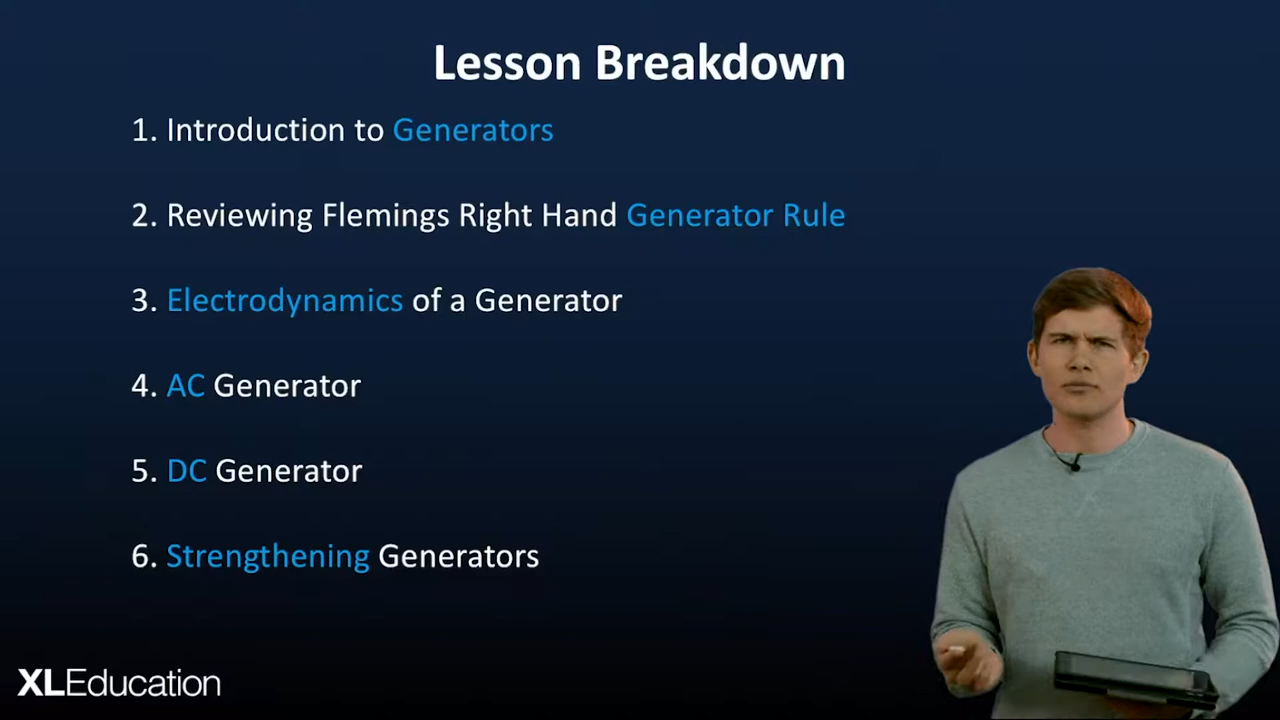 Lesson Breakdown
1. Introduction to Generators
2. Reviewing Flemings Right Hand Generator Rule
3. Electrodynamics of a Generator
4. AC Generator
5. DC Generator
6. Strengthening Generators
XLEducation